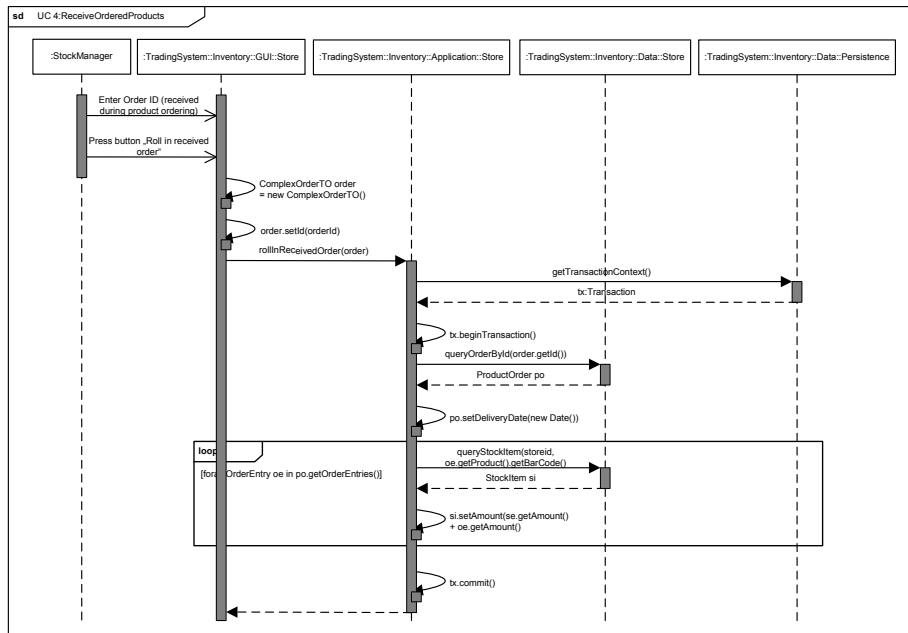 sd UC 4:ReceiveOrderedProducts
:StockManager
:TradingSystem::Inventory::GUI::Store
:TradingSystem::Inventory::Application::Store
:TradingSystem::Inventory::Data::Store
:TradingSystem::Inventory::Data::Persistence
Enter Order ID (received
during product ordering)
Press button „Roll in received
order“
ComplexOrderTO order
= new ComplexOrderTO()
order.setId(orderId)
rollInReceivedOrder(order)
getTransactionContext()
tx:Transaction
tx.beginTransaction()
queryOrderById(order.getId())
ProductOrder po
po.setDeliveryDate(new Date())
loop
OrderEntry oe in po.getOrderEntries()]
queryStockItem(storeid,
oe.getProduct().getBarCode()
StockItem si
si.setAmount(se.getAmount()
+ oe.getAmount()
tx.commit()